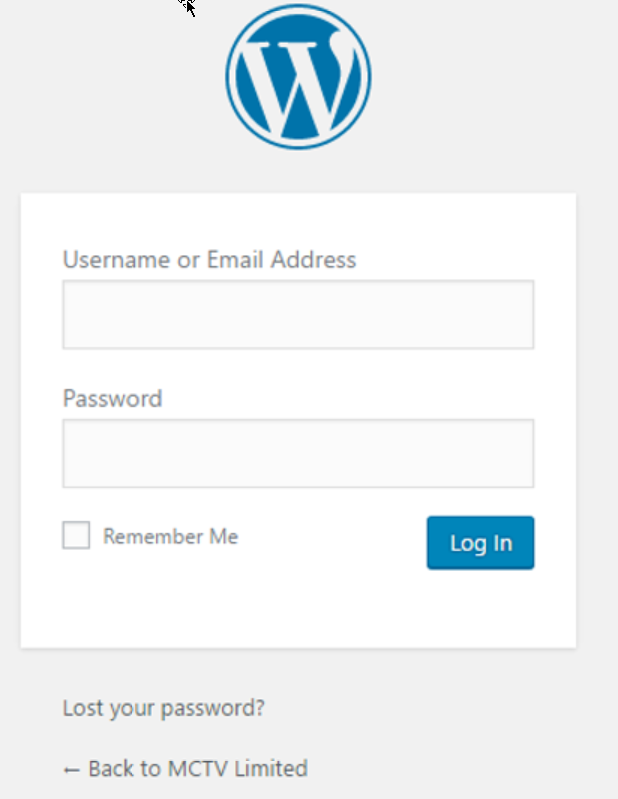 Username or Email Address
Password
Remember Me
Log In
Lost your password?
← Back to MCTV Limited